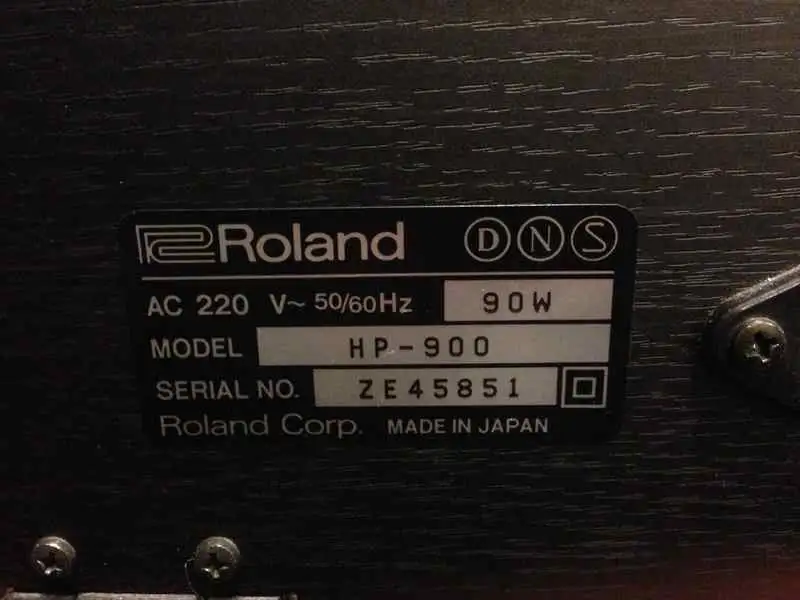 Roland D N S
AC 220 V~ 50/60Hz 90W
MODEL HP-900
SERIAL NO. ZE45851
Roland Corp. MADE IN JAPAN